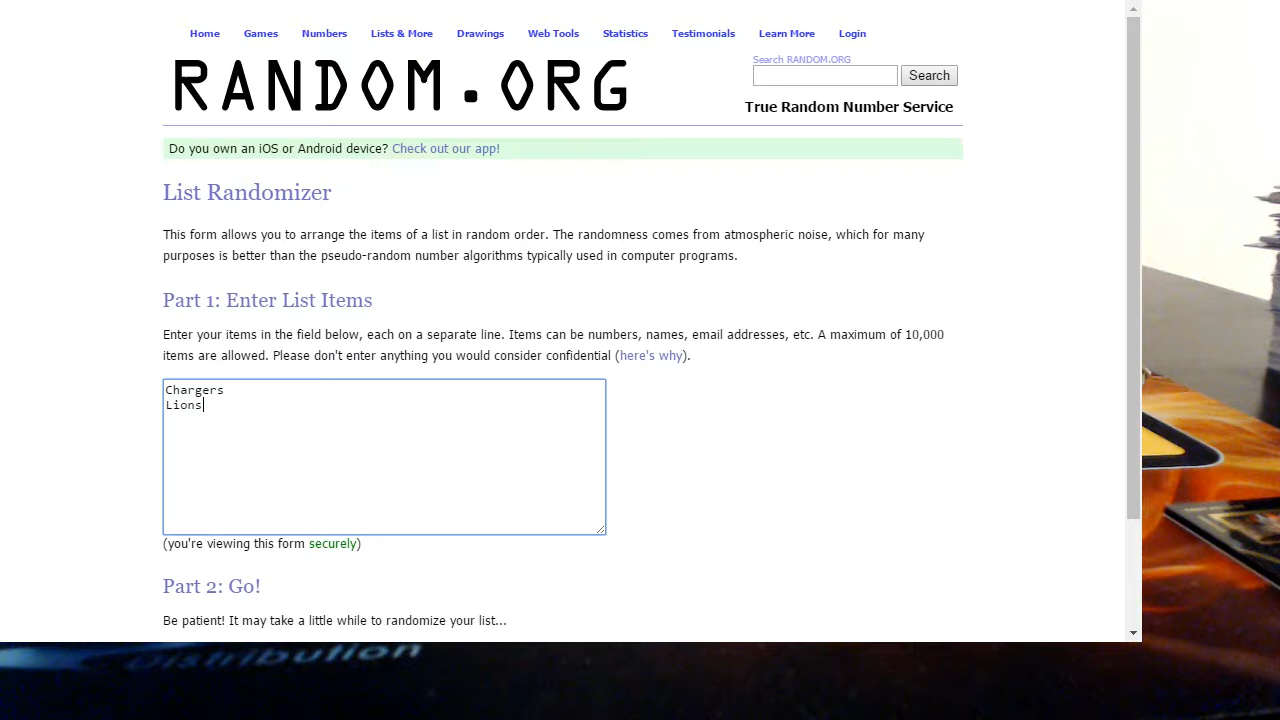 Home Games Numbers Lists & More Drawings Web Tools Statistics Testimonials Learn More Login
RANDOM.ORG
Search RANDOM.ORG
Search
True Random Number Service
Do you own an iOS or Android device? Check out our app!
List Randomizer
This form allows you to arrange the items of a list in random order. The randomness comes from atmospheric noise, which for many
purposes is better than the pseudo-random number algorithms typically used in computer programs.
Part 1: Enter List Items
Enter your items in the field below, each on a separate line. Items can be numbers, names, email addresses, etc. A maximum of 10,000
items are allowed. Please don't enter anything you would consider confidential (here's why).
Chargers
Lions
(you're viewing this form securely)
Part 2: Go!
Be patient! It may take a little while to randomize your list...
Distribution